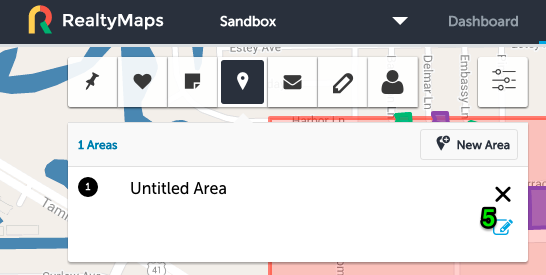 RealtyMaps Sandbox Dashboard
Estey Ave
Delmar Ln
Embassy Ln
Harbor Ln
1 Areas New Area
1 Untitled Area
5
Tami
41